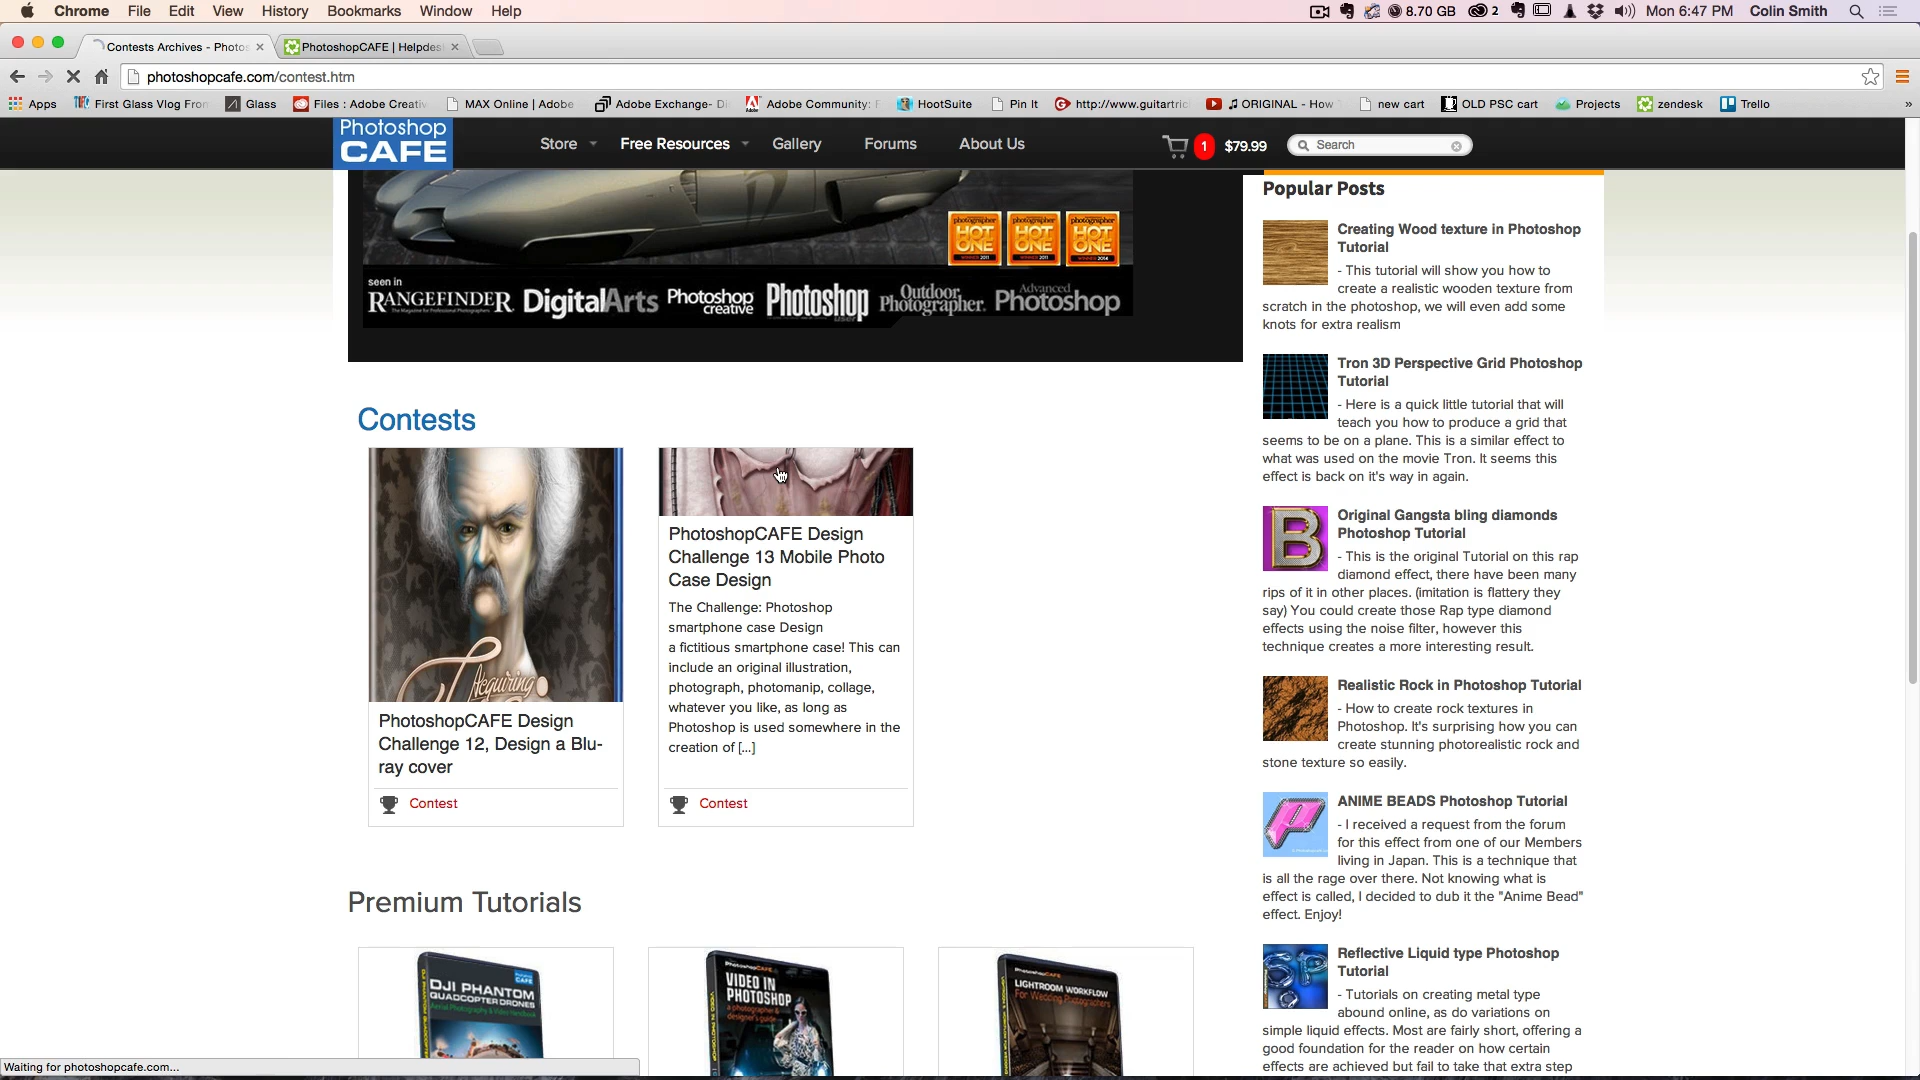 Chrome File Edit View History Bookmarks Window Help
8.70 GB 2 Mon 6:47 PM Colin Smith
Contests Archives - Photos
PhotoshopCAFE | Helpdes
photoshopcafe.com/contest.htm
Apps First Glass Vlog From Glass Files : Adobe Creativ MAX Online | Adobe Adobe Exchange- Di Adobe Community: F HootSuite Pin It http://www.guitartric ORIGINAL - How new cart OLD PSC cart Projects zendesk Trello »
Photoshop
CAFE
Store Free Resources Gallery Forums About Us 1 $79.99 Search
HOT ONE HOT ONE HOT ONE
seen in
RANGEFINDER DigitalArts Photoshop creative Photoshop Outdoor Photographer. Advanced Photoshop
Contests
Acquiring
PhotoshopCAFE Design
Challenge 12, Design a Blu-
ray cover
Contest
PhotoshopCAFE Design
Challenge 13 Mobile Photo
Case Design
The Challenge: Photoshop
smartphone case Design
a fictitious smartphone case! This can
include an original illustration,
photograph, photomanip, collage,
whatever you like, as long as
Photoshop is used somewhere in the
creation of [...]
Contest
Premium Tutorials
DJI PHANTOM
QUADCOPTER DRONES
Aerial Photography & Video Handbook
PhotoshopCAFE
VIDEO IN
PHOTOSHOP
a photographer &
designer's guide
PhotoshopCAFE
LIGHTROOM WORKFLOW
For Wedding Photographers
Popular Posts
Creating Wood texture in Photoshop
Tutorial
- This tutorial will show you how to
create a realistic wooden texture from
scratch in the photoshop, we will even add some
knots for extra realism
Tron 3D Perspective Grid Photoshop
Tutorial
- Here is a quick little tutorial that will
teach you how to produce a grid that
seems to be on a plane. This is a similar effect to
what was used on the movie Tron. It seems this
effect is back on it's way in again.
Original Gangsta bling diamonds
Photoshop Tutorial
- This is the original Tutorial on this rap
diamond effect, there have been many
rips of it in other places. (imitation is flattery they
say) You could create those Rap type diamond
effects using the noise filter, however this
technique creates a more interesting result.
Realistic Rock in Photoshop Tutorial
- How to create rock textures in
Photoshop. It's surprising how you can
create stunning photorealistic rock and
stone texture so easily.
ANIME BEADS Photoshop Tutorial
- I received a request from the forum
for this effect from one of our Members
living in Japan. This is a technique that
is all the rage over there. Not knowing what is
effect is called, I decided to dub it the "Anime Bead"
effect. Enjoy!
Reflective Liquid type Photoshop
Tutorial
- Tutorials on creating metal type
abound online, as do variations on
simple liquid effects. Most are fairly short, offering a
good foundation for the reader on how certain
effects are achieved but fail to take that extra step
Waiting for photoshopcafe.com...